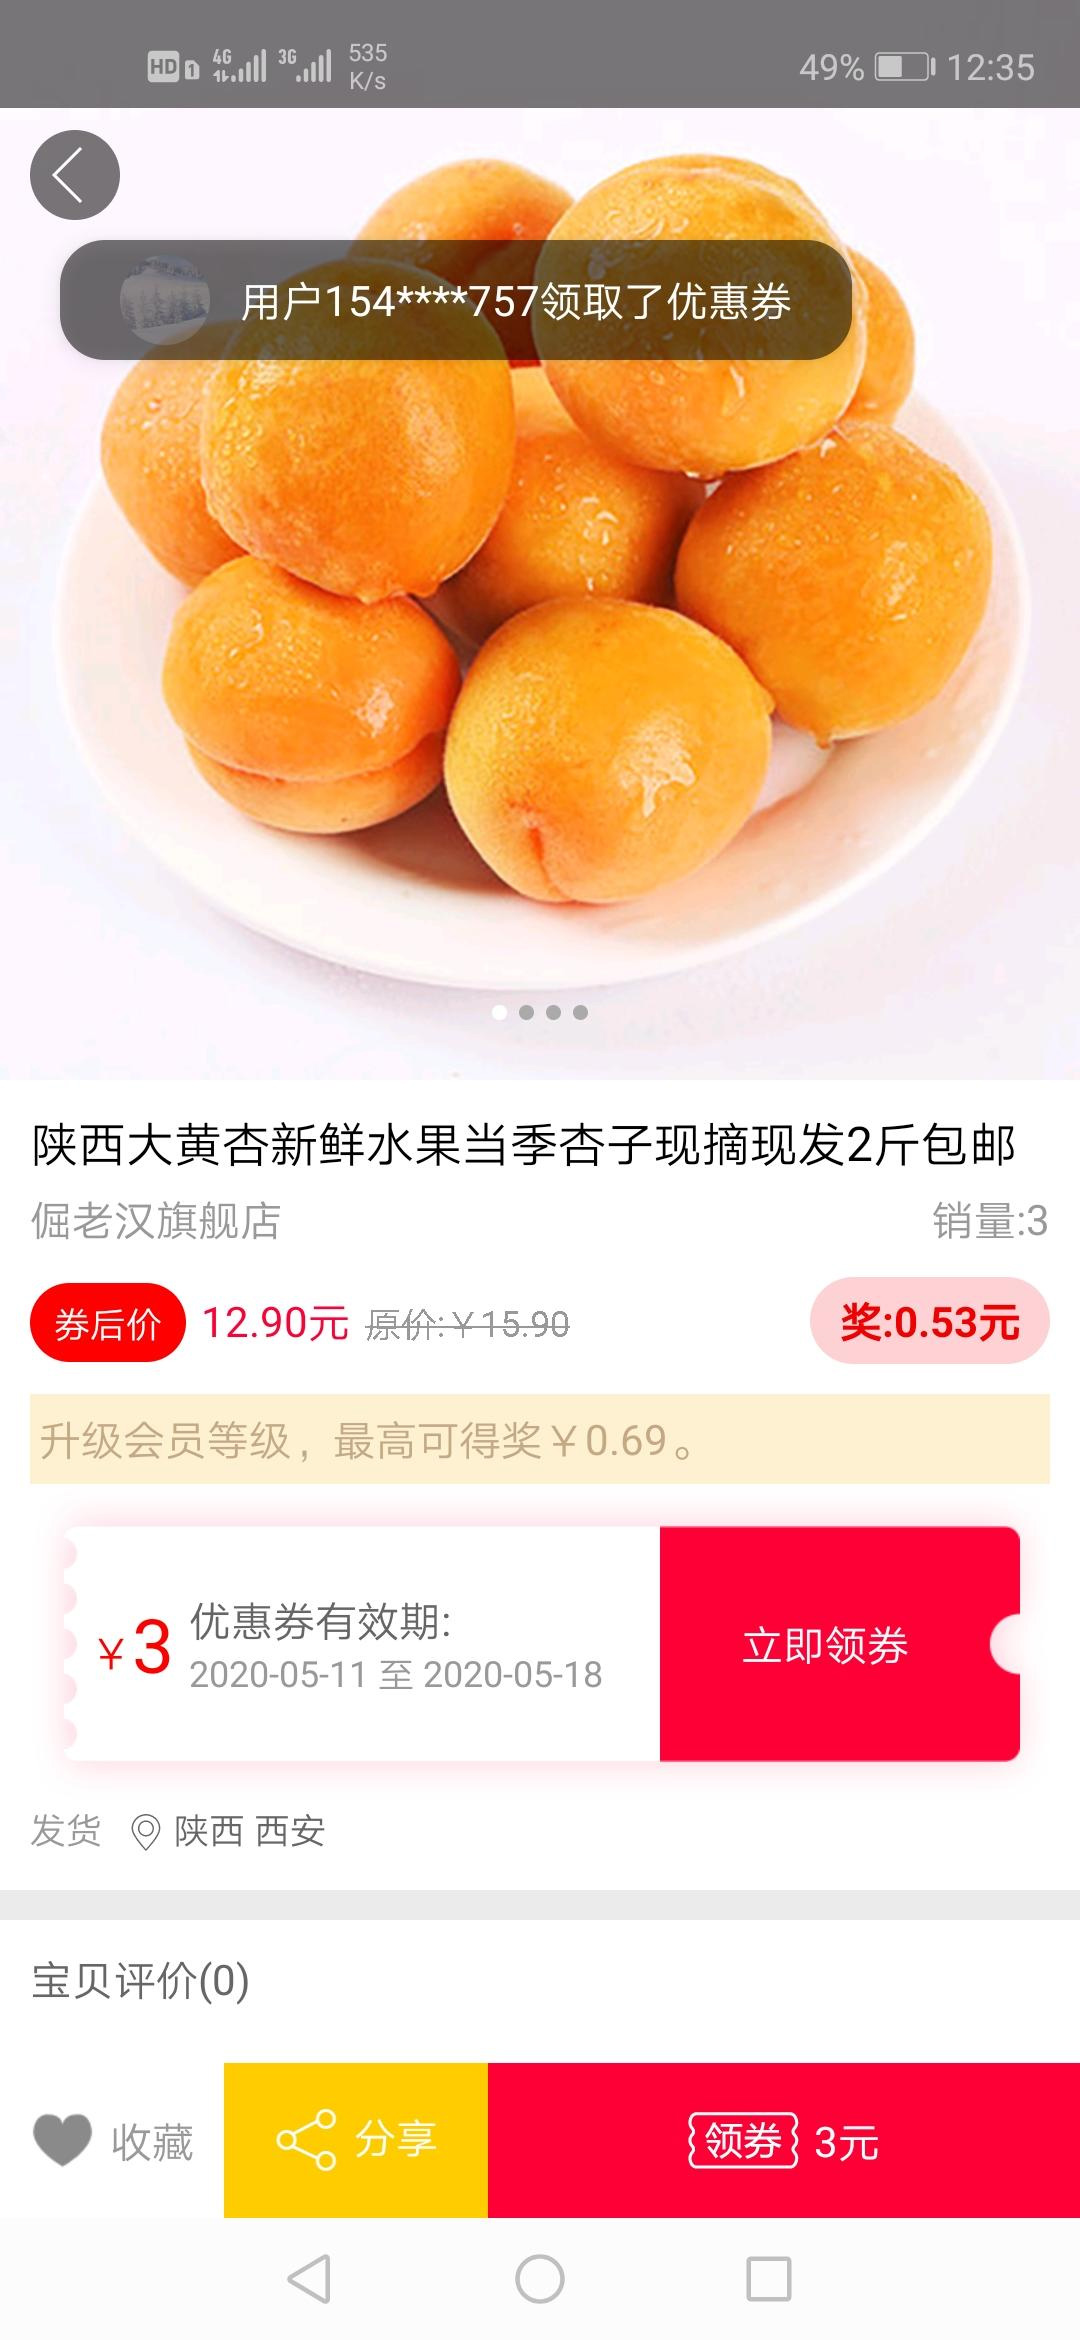 HD 1 4G 3G 535 K/s 49% 12:35
用户154****757领取了优惠券
陕西大黄杏新鲜水果当季杏子现摘现发2斤包邮
倔老汉旗舰店 销量:3
券后价 12.90元 原价:￥15.90 奖:0.53元
升级会员等级，最高可得奖￥0.69。
￥3 优惠券有效期:
2020-05-11 至 2020-05-18
立即领券
发货 陕西 西安
宝贝评价(0)
收藏 分享 领券 3元